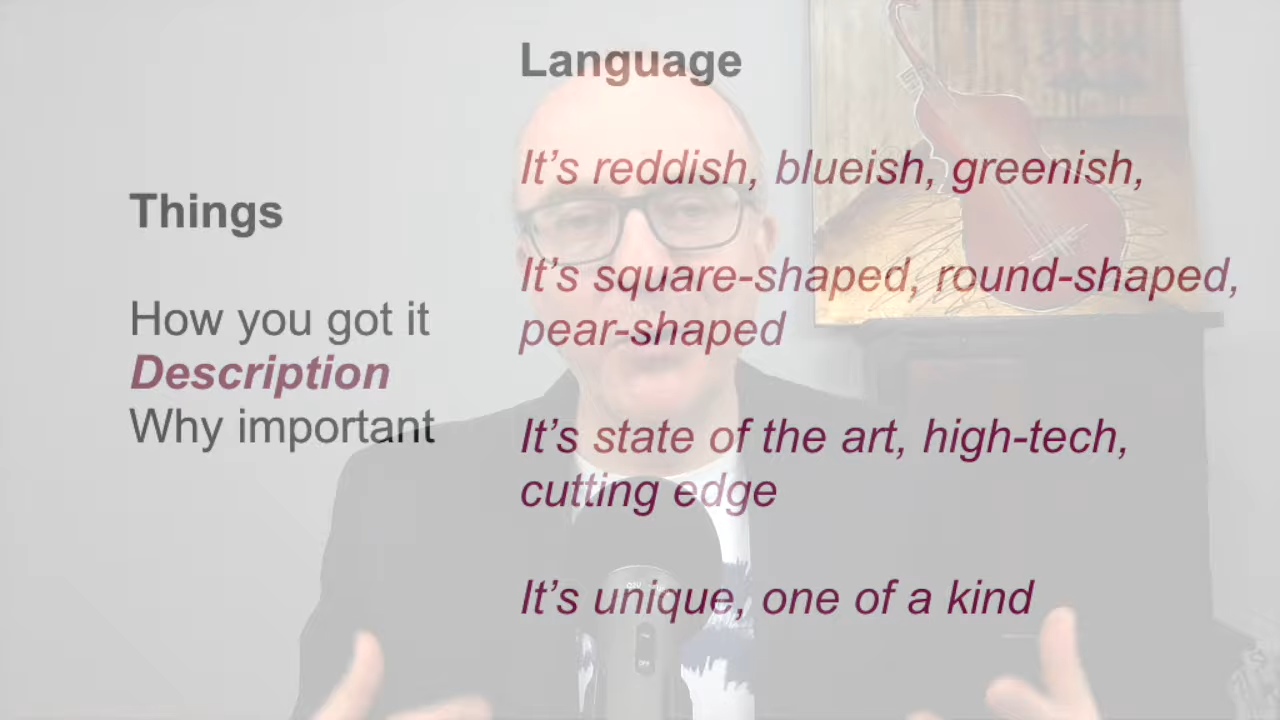 Things
How you got it
Description
Why important
Language
It's reddish, blueish, greenish,
It's square-shaped, round-shaped,
pear-shaped
It's state of the art, high-tech,
cutting edge
It's unique, one of a kind